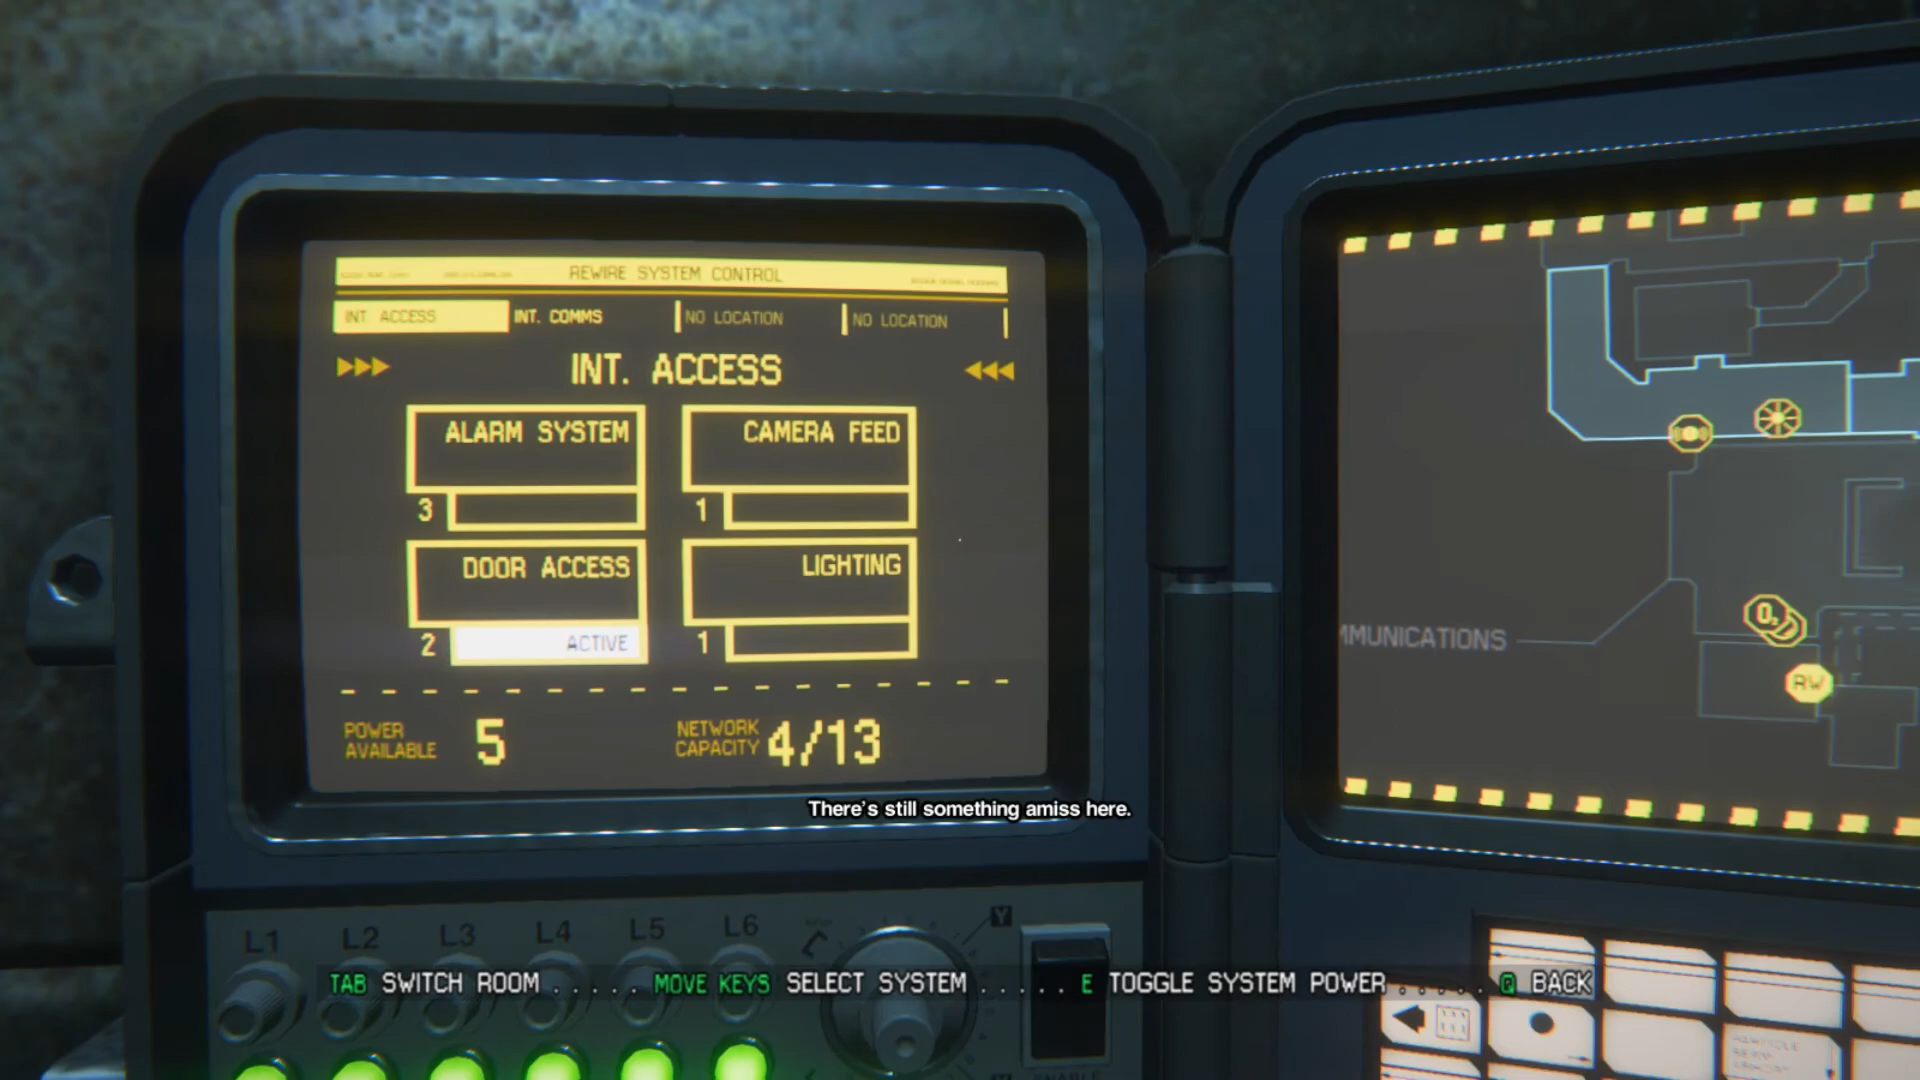 REWIRE SYSTEM CONTROL
INT. ACCESS
INT. COMMS
NO LOCATION
NO LOCATION
INT. ACCESS
ALARM SYSTEM
3
CAMERA FEED
1
DOOR ACCESS
2
ACTIVE
LIGHTING
1
POWER
AVAILABLE
5
NETWORK
CAPACITY
4/13
MMUNICATIONS
O₂
RW
There's still something amiss here.
L1 L2 L3 L4 L5 L6
Y
TAB SWITCH ROOM ..... MOVE KEYS SELECT SYSTEM ..... E TOGGLE SYSTEM POWER ..... Q BACK